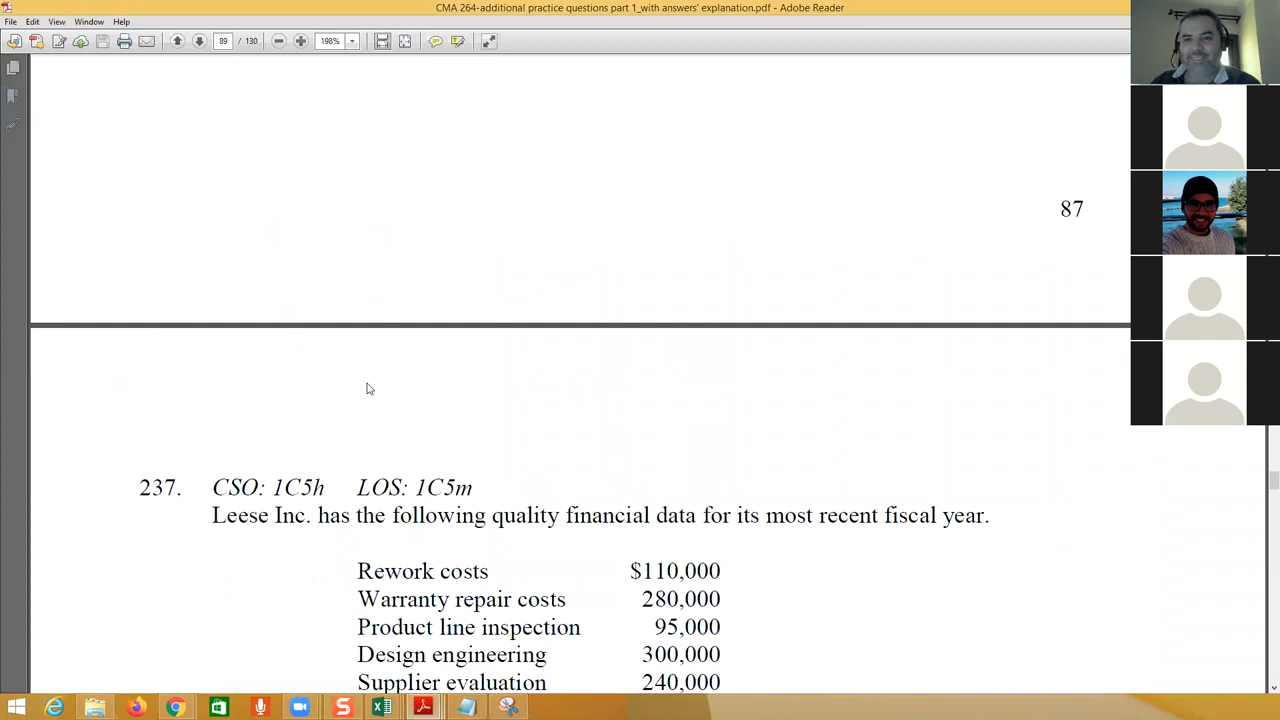 CMA 264-additional practice questions part 1_with answers' explanation.pdf - Adobe Reader
File Edit View Window Help
89 / 130 198%
87
237. CSO: 1C5h LOS: 1C5m
Leese Inc. has the following quality financial data for its most recent fiscal year.
Rework costs $110,000
Warranty repair costs 280,000
Product line inspection 95,000
Design engineering 300,000
Supplier evaluation 240,000